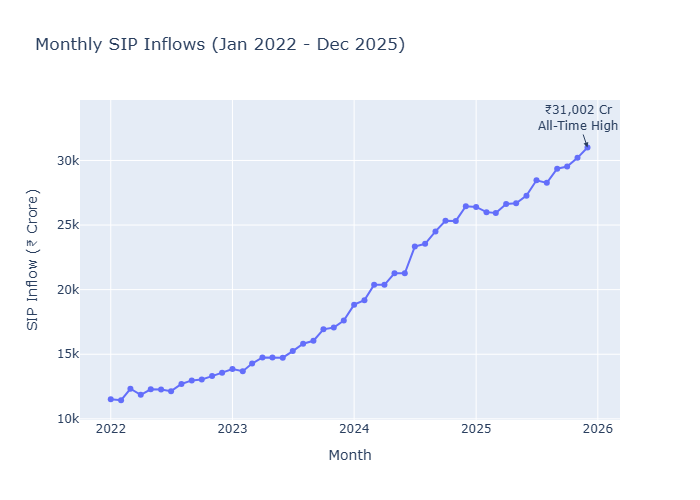 Monthly SIP Inflows (Jan 2022 - Dec 2025)
₹31,002 Cr
All-Time High
30k
25k
20k
15k
10k
SIP Inflow (₹ Crore)
2022
2023
2024
2025
2026
Month